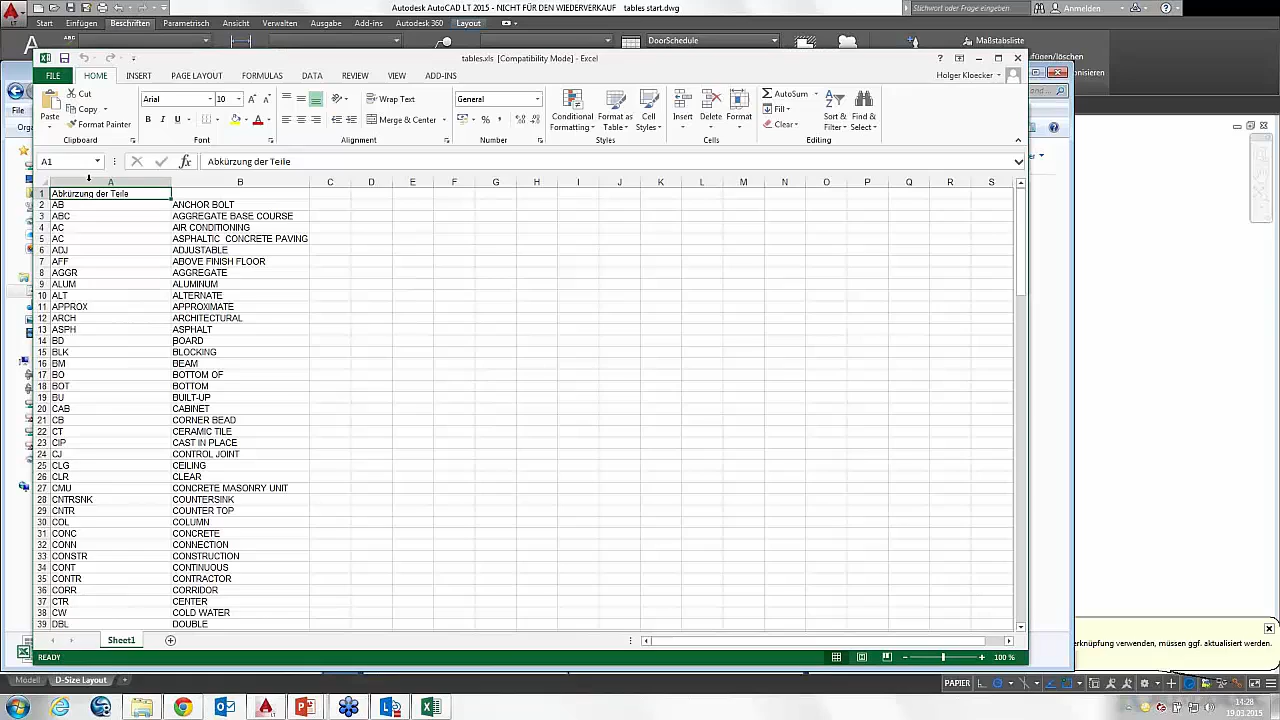 Autodesk AutoCAD LT 2015 - NICHT FÜR DEN WIEDERVERKAUF tables start.dwg
Stichwort oder Frage eingeben
Anmelden
Start Einfügen Beschriften Parametrisch Ansicht Verwalten Ausgabe Add-ins Autodesk 360 Layout
DoorSchedule
Maßstabsliste
tables.xls [Compatibility Mode] - Excel
FILE HOME INSERT PAGE LAYOUT FORMULAS DATA REVIEW VIEW ADD-INS
Holger Kloecker
Paste
Cut
Copy
Format Painter
Clipboard
Arial
10
Font
Wrap Text
Merge & Center
Alignment
General
Number
Conditional Formatting
Format as Table
Cell Styles
Styles
Insert
Delete
Format
Cells
AutoSum
Fill
Clear
Sort & Filter
Find & Select
Editing
A1
Abkürzung der Teile
A B C D E F G H I J K L M N O P Q R S
1 Abkürzung der Teile
2 AB ANCHOR BOLT
3 ABC AGGREGATE BASE COURSE
4 AC AIR CONDITIONING
5 AC ASPHALTIC CONCRETE PAVING
6 ADJ ADJUSTABLE
7 AFF ABOVE FINISH FLOOR
8 AGGR AGGREGATE
9 ALUM ALUMINUM
10 ALT ALTERNATE
11 APPROX APPROXIMATE
12 ARCH ARCHITECTURAL
13 ASPH ASPHALT
14 BD BOARD
15 BLK BLOCKING
16 BM BEAM
17 BO BOTTOM OF
18 BOT BOTTOM
19 BU BUILT-UP
20 CAB CABINET
21 CB CORNER BEAD
22 CT CERAMIC TILE
23 CIP CAST IN PLACE
24 CJ CONTROL JOINT
25 CLG CEILING
26 CLR CLEAR
27 CMU CONCRETE MASONRY UNIT
28 CNTRSNK COUNTERSINK
29 CNTR COUNTER TOP
30 COL COLUMN
31 CONC CONCRETE
32 CONN CONNECTION
33 CONSTR CONSTRUCTION
34 CONT CONTINUOUS
35 CONTR CONTRACTOR
36 CORR CORRIDOR
37 CTR CENTER
38 CW COLD WATER
39 DBL DOUBLE
Sheet1
READY
100 %
erknüpfung verwenden, müssen ggf. aktualisiert werden.
Modell D-Size Layout
PAPIER
14:28
19.03.2015